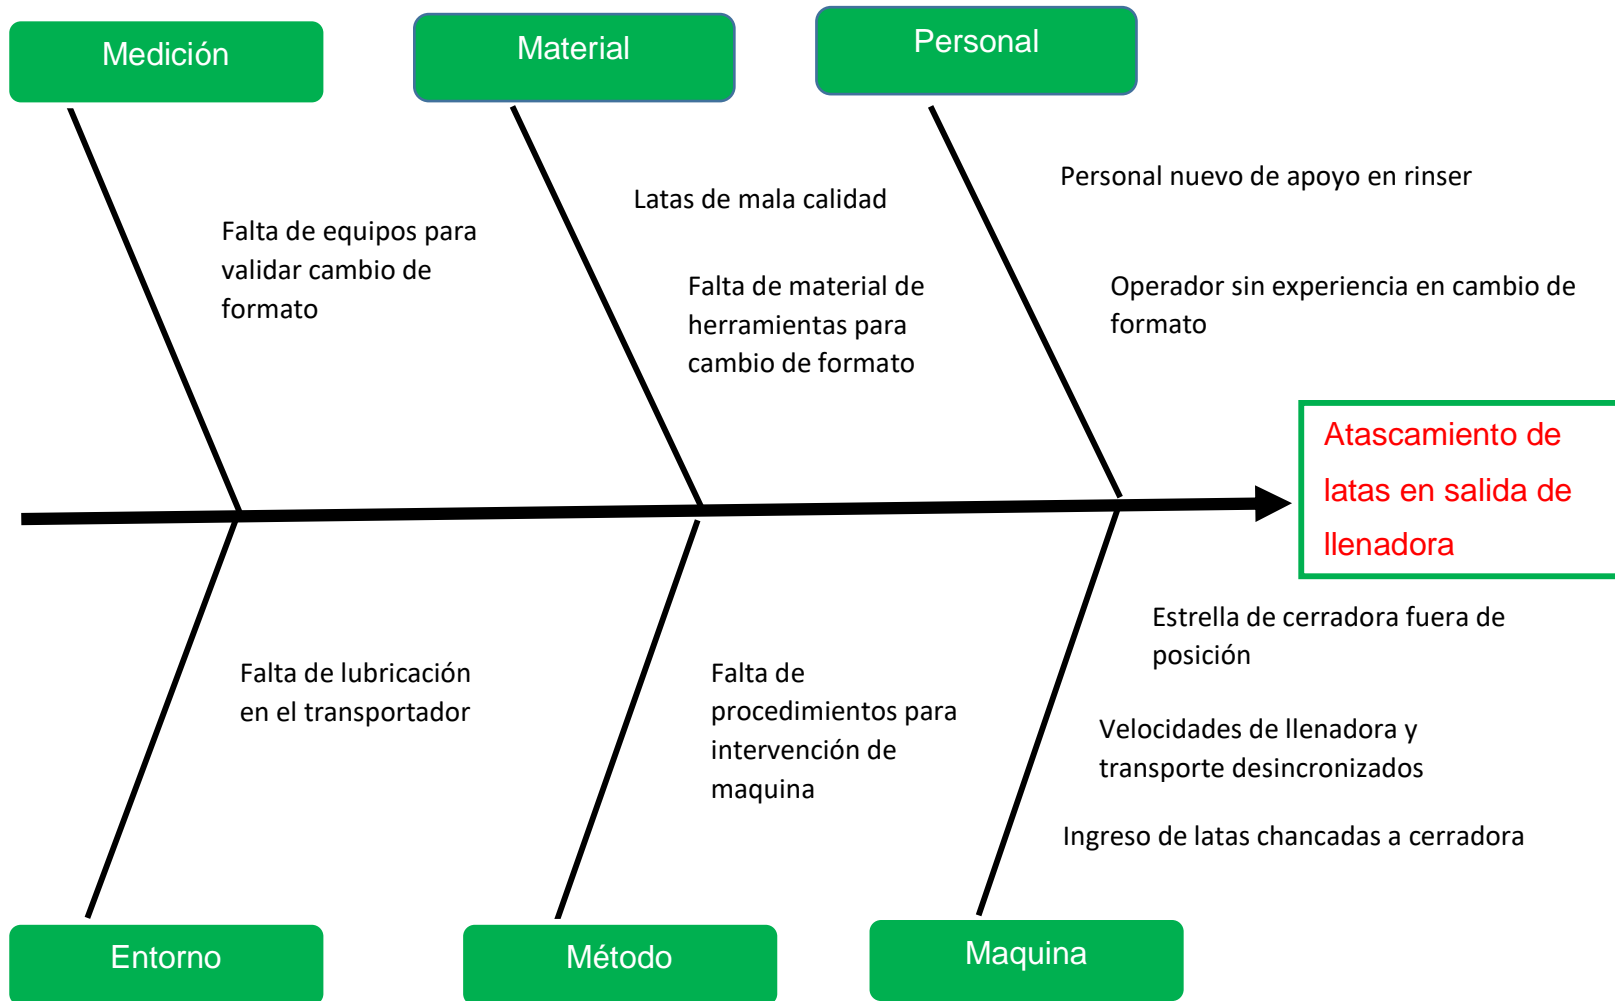 Medición
Material
Personal
Personal nuevo de apoyo en rinser
Latas de mala calidad
Falta de equipos para
validar cambio de
formato
Falta de material de
herramientas para
cambio de formato
Operador sin experiencia en cambio de
formato
Atascamiento de
latas en salida de
llenadora
Falta de lubricación
en el transportador
Falta de
procedimientos para
intervención de
maquina
Estrella de cerradora fuera de
posición
Velocidades de llenadora y
transporte desincronizados
Ingreso de latas chancadas a cerradora
Entorno
Método
Maquina